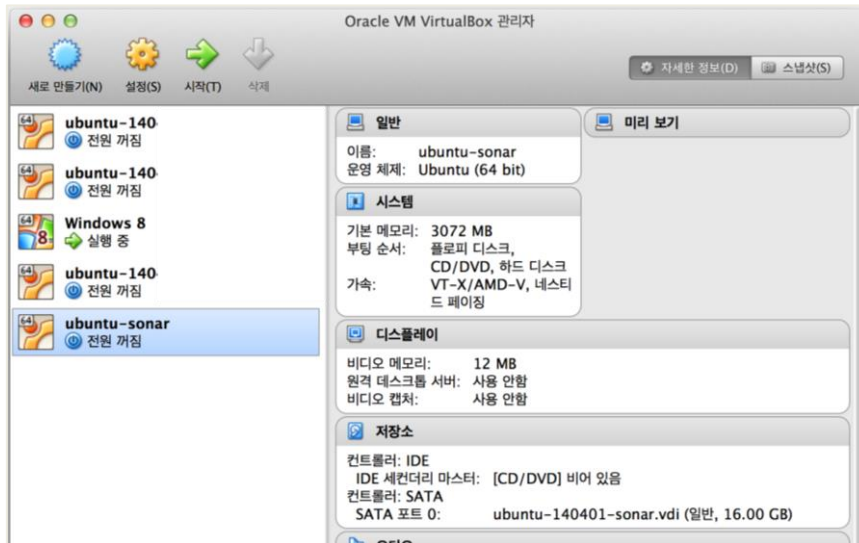 Oracle VM VirtualBox 관리자
새로 만들기(N) 설정(S) 시작(T) 삭제
자세한 정보(D) 스냅샷(S)
64 ubuntu-140
전원 꺼짐
64 ubuntu-140
전원 꺼짐
64 8 Windows 8
실행 중
64 ubuntu-140
전원 꺼짐
64 ubuntu-sonar
전원 꺼짐
일반
이름: ubuntu-sonar
운영 체제: Ubuntu (64 bit)
미리 보기
시스템
기본 메모리: 3072 MB
부팅 순서: 플로피 디스크,
CD/DVD, 하드 디스크
가속: VT-X/AMD-V, 네스티
드 페이징
디스플레이
비디오 메모리: 12 MB
원격 데스크톱 서버: 사용 안함
비디오 캡처: 사용 안함
저장소
컨트롤러: IDE
IDE 세컨더리 마스터: [CD/DVD] 비어 있음
컨트롤러: SATA
SATA 포트 0: ubuntu-140401-sonar.vdi (일반, 16.00 GB)